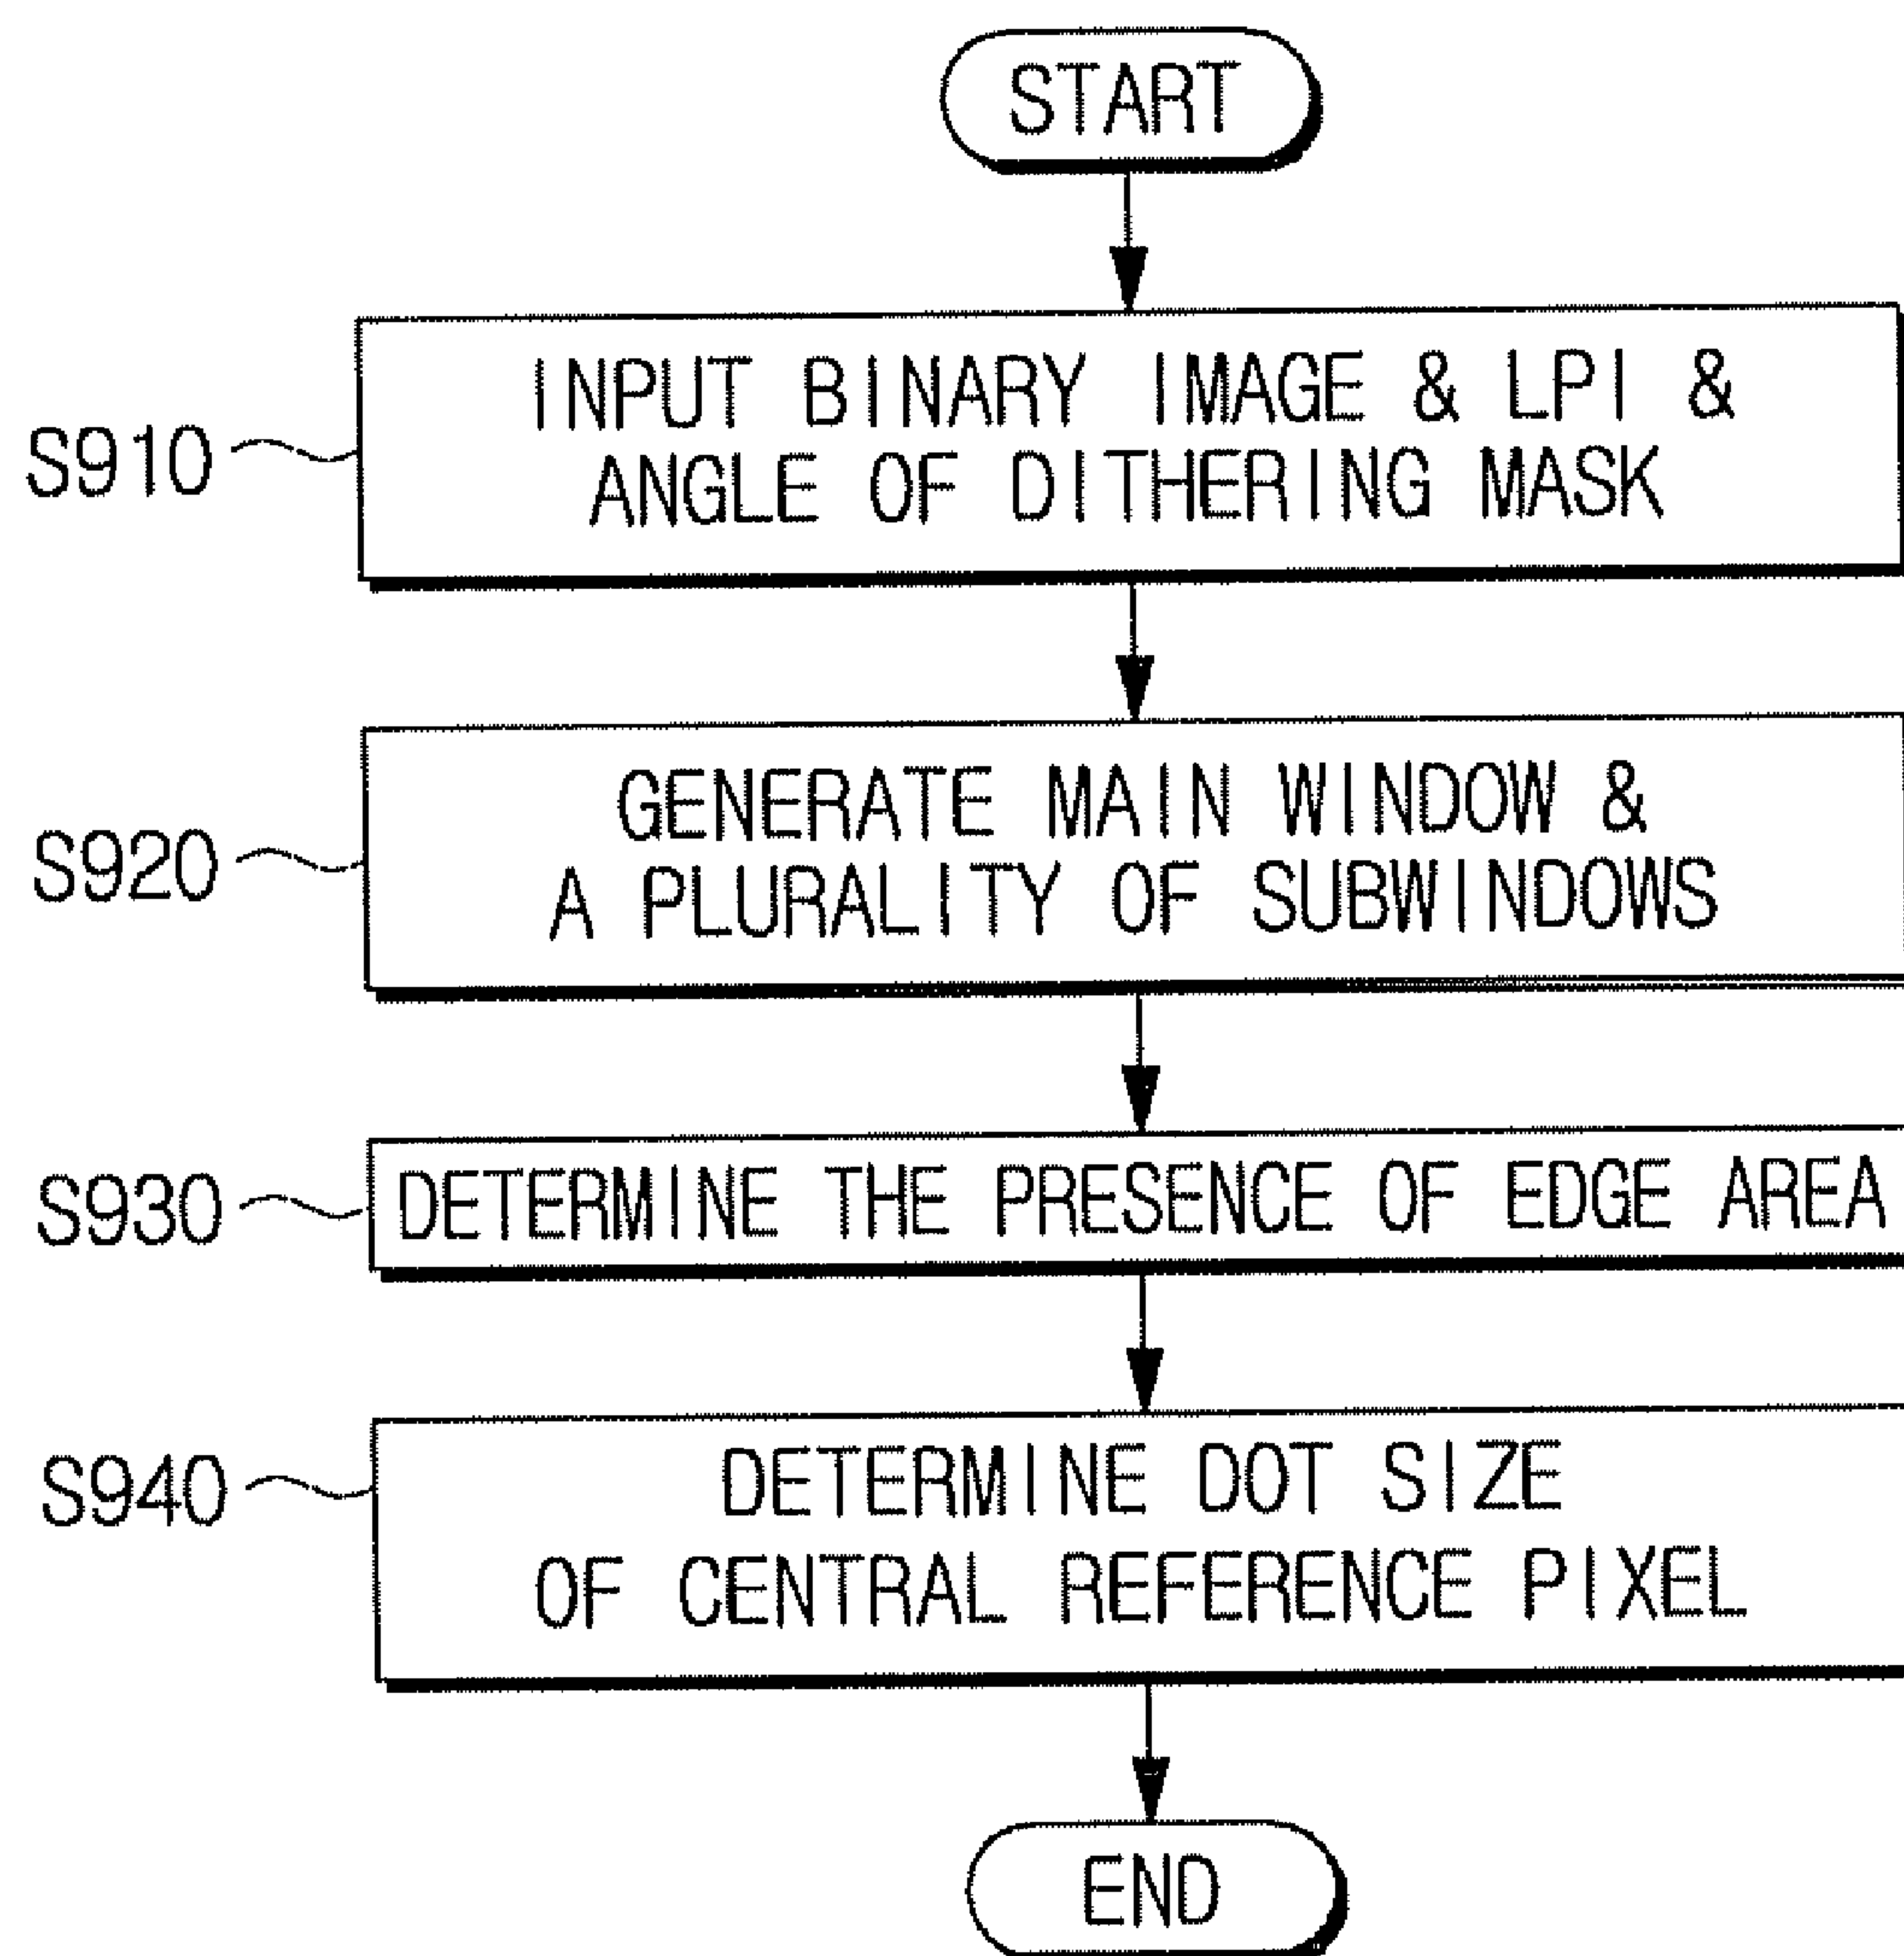 START
S910
INPUT BINARY IMAGE & LPI &
ANGLE OF DITHERING MASK
S920
GENERATE MAIN WINDOW &
A PLURALITY OF SUBWINDOWS
S930
DETERMINE THE PRESENCE OF EDGE AREA
S940
DETERMINE DOT SIZE
OF CENTRAL REFERENCE PIXEL
END